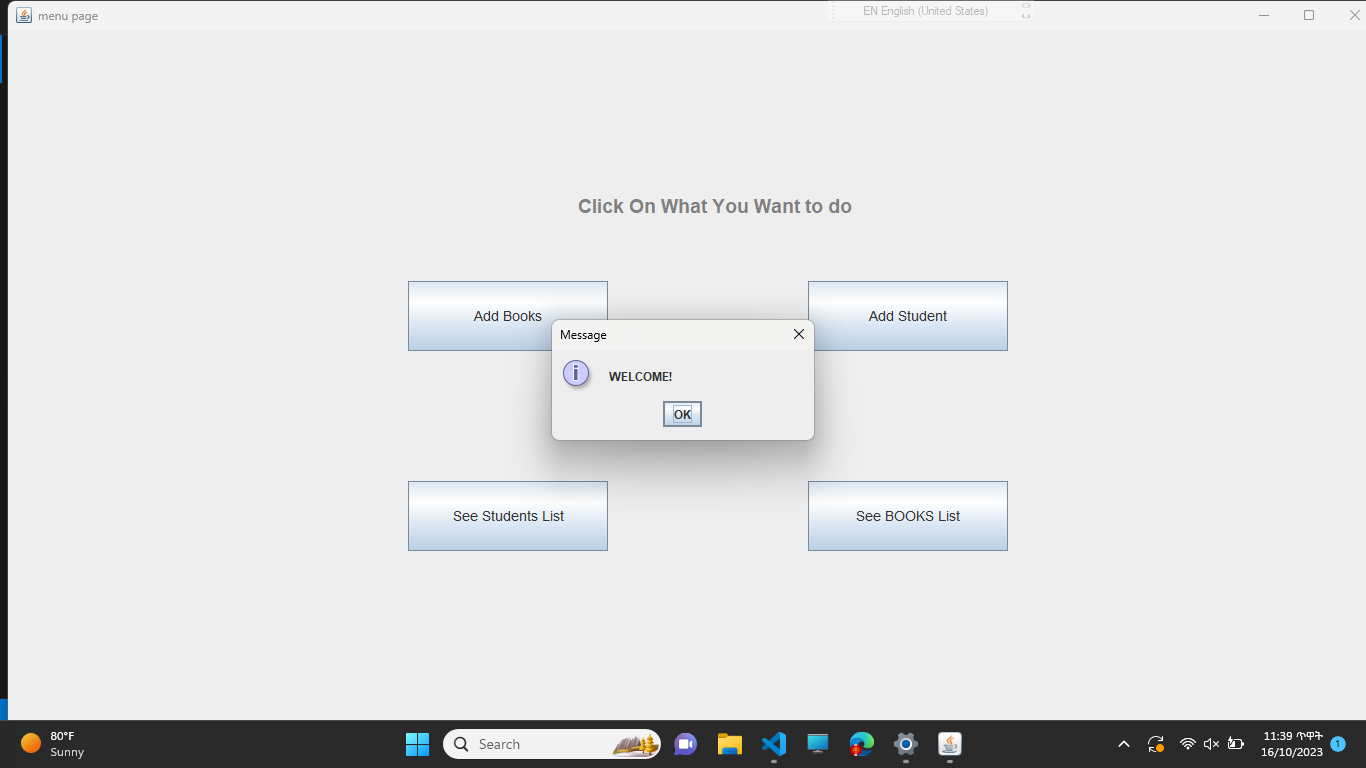 menu page
EN English (United States)
Click On What You Want to do
Add Books
Add Student
Message
WELCOME!
OK
See Students List
See BOOKS List
80°F
Sunny
Search
11:39 ጥዋት
16/10/2023
1